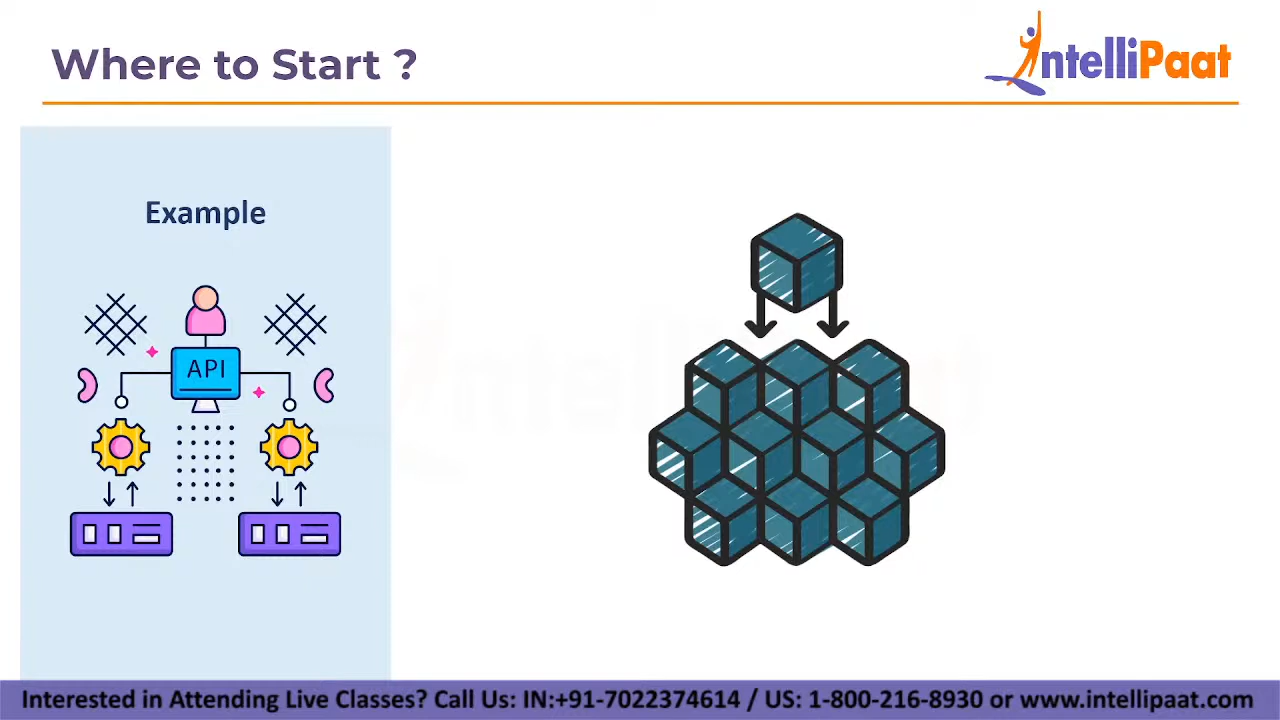 Where to Start ?
IntelliPaat
Example
API
Interested in Attending Live Classes? Call Us: IN:+91-7022374614 / US: 1-800-216-8930 or www.intellipaat.com